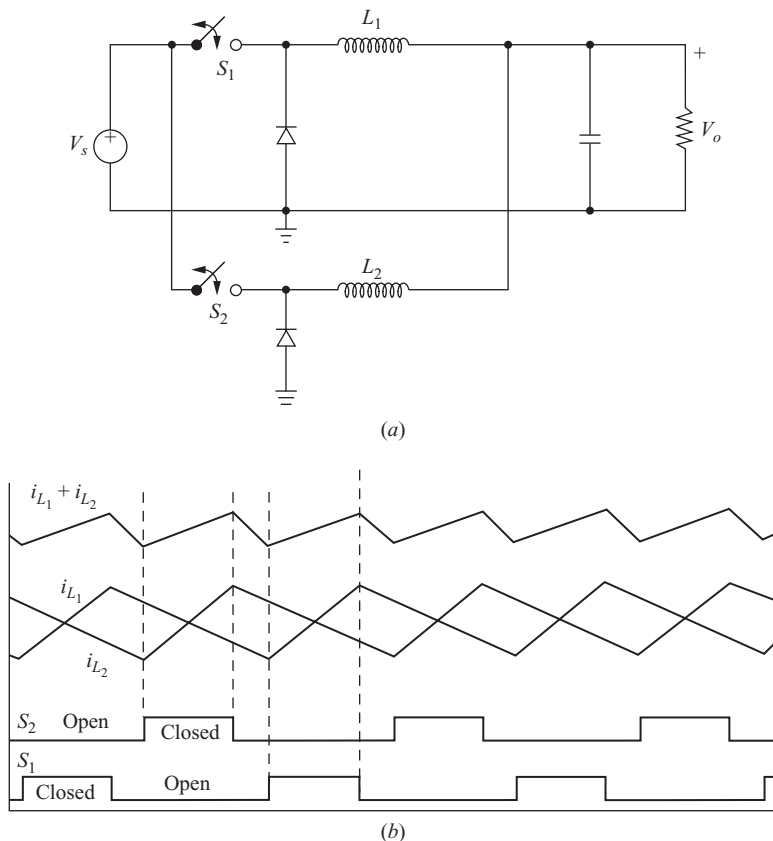 L1
S1
+
Vs
+
Vo
L2
S2
(a)
iL1 + iL2
iL1
iL2
S2 Open
Closed
S1
Closed Open
(b)